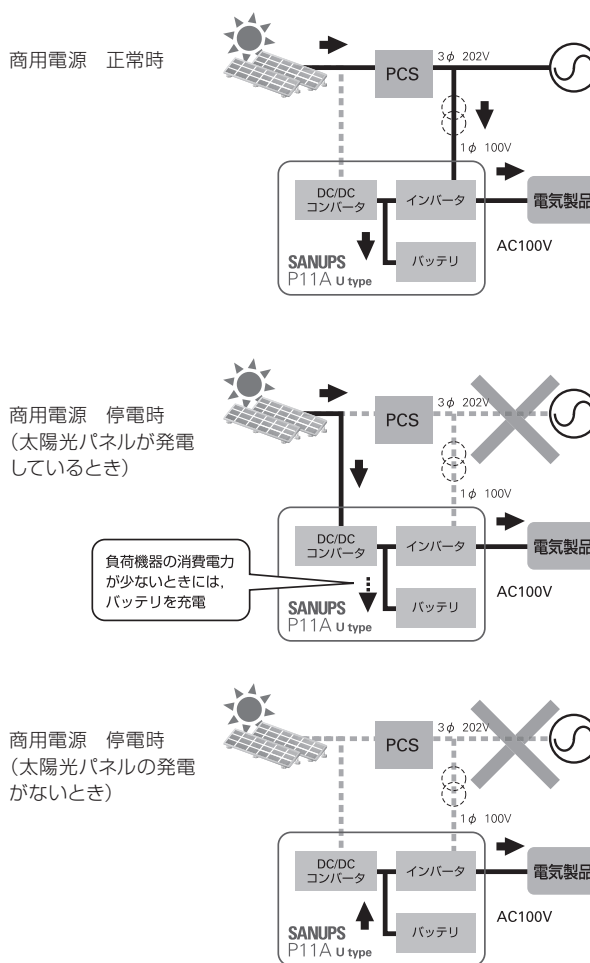 商用電源　正常時
PCS
3φ 202V
1φ 100V
DC/DC
コンバータ
インバータ
電気製品
バッテリ
AC100V
SANUPS
P11A U type
商用電源　停電時
（太陽光パネルが発電
しているとき）
PCS
3φ 202V
1φ 100V
DC/DC
コンバータ
インバータ
電気製品
負荷機器の消費電力
が少ないときには，
バッテリを充電
バッテリ
AC100V
SANUPS
P11A U type
商用電源　停電時
（太陽光パネルの発電
がないとき）
PCS
3φ 202V
1φ 100V
DC/DC
コンバータ
インバータ
電気製品
バッテリ
AC100V
SANUPS
P11A U type